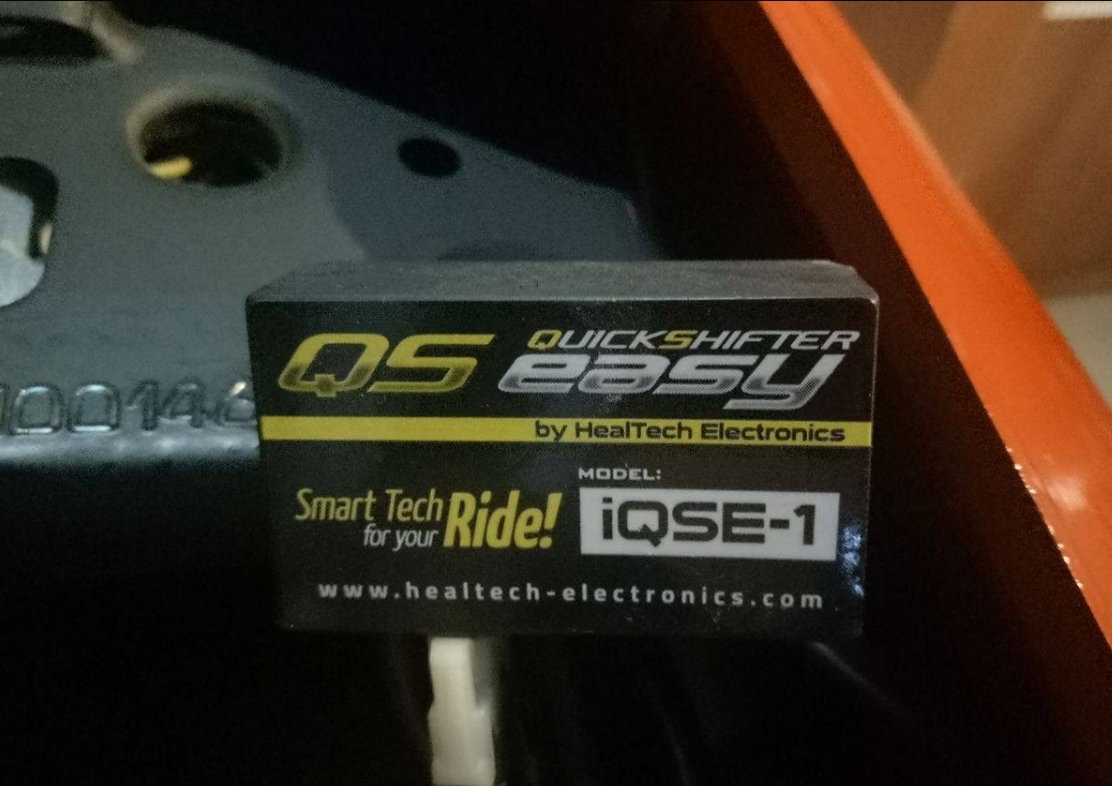 QS QUICKSHIFTER
easy
by HealTech Electronics
MODEL:
Smart Tech
for your Ride!
iQSE-1
www.healtech-electronics.com